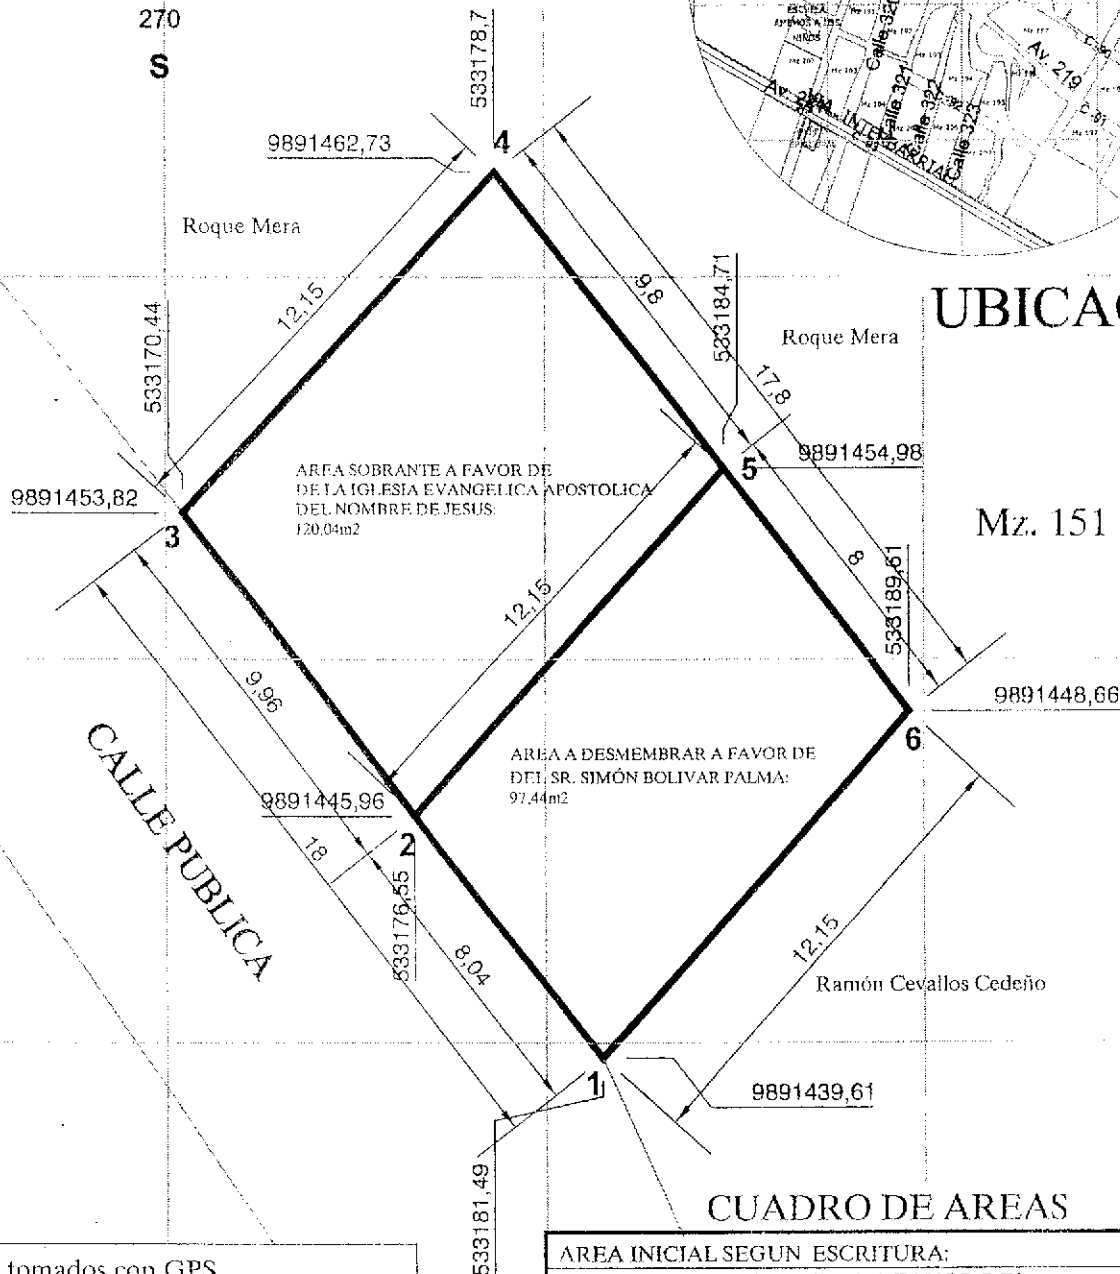 270
S
533178,7
ESCUELA
NIÑOS
Calle 321
Calle 322
Calle 323
Av. 219
INTERBARRIAL
9891462,73
4
Roque Mera
12,15
9,8
533184,71
UBICA
Roque Mera
533170,44
17,8
AREA SOBRANTE A FAVOR DE
DE LA IGLESIA EVANGELICA APOSTOLICA
DEL NOMBRE DE JESUS:
120,04m2
5
9891454,98
9891453,82
3
Mz. 151
8
533189,61
12,15
9,96
9891448,66
6
CALLE PUBLICA
AREA A DESMEMBRAR A FAVOR DE
DEL SR. SIMÓN BOLIVAR PALMA:
97,44m2
9891445,96
2
18
533176,55
8,04
12,15
Ramón Cevallos Cedeño
1
9891439,61
533181,49
CUADRO DE AREAS
AREA INICIAL SEGUN ESCRITURA:
tomados con GPS